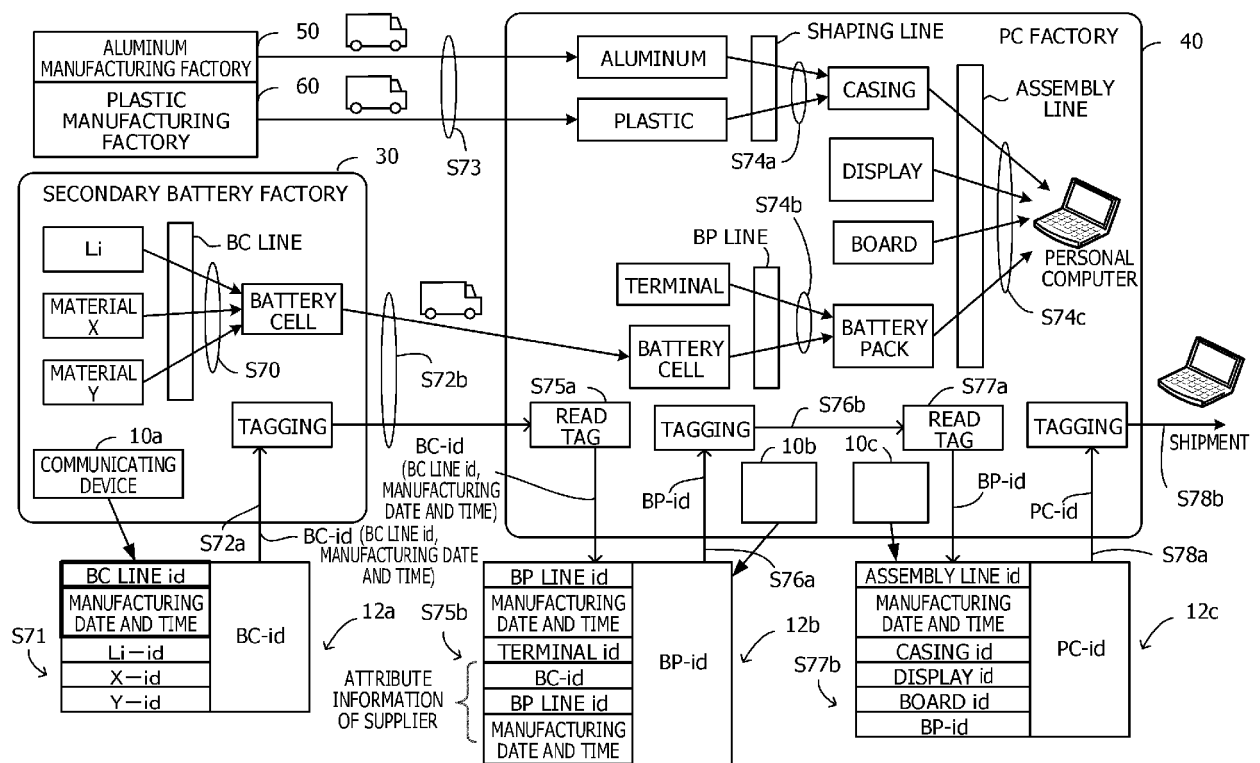 ALUMINUM
MANUFACTURING FACTORY
50
PLASTIC
MANUFACTURING
FACTORY
60
S73
PC FACTORY
40
SHAPING LINE
ALUMINUM
PLASTIC
S74a
CASING
ASSEMBLY
LINE
DISPLAY
BOARD
PERSONAL
COMPUTER
S74c
S74b
BP LINE
TERMINAL
BATTERY
CELL
BATTERY
PACK
30
SECONDARY BATTERY FACTORY
Li
MATERIAL
X
MATERIAL
Y
BC LINE
BATTERY
CELL
S70
S72b
TAGGING
10a
COMMUNICATING
DEVICE
S72a
BC-id (BC LINE id,
MANUFACTURING DATE
AND TIME)
S75a
READ
TAG
BC-id
(BC LINE id,
MANUFACTURING
DATE
AND TIME)
TAGGING
S76b
BP-id
10b
S76a
S77a
READ
TAG
10c
BP-id
TAGGING
PC-id
SHIPMENT
S78b
S78a
BC LINE id
MANUFACTURING
DATE AND TIME
Li-id
X-id
Y-id
BC-id
S71
12a
S75b
ATTRIBUTE
INFORMATION
OF SUPPLIER
BP LINE id
MANUFACTURING
DATE AND TIME
TERMINAL id
BC-id
BP LINE id
MANUFACTURING
DATE AND TIME
BP-id
12b
S77b
ASSEMBLY LINE id
MANUFACTURING
DATE AND TIME
CASING id
DISPLAY id
BOARD id
BP-id
PC-id
12c